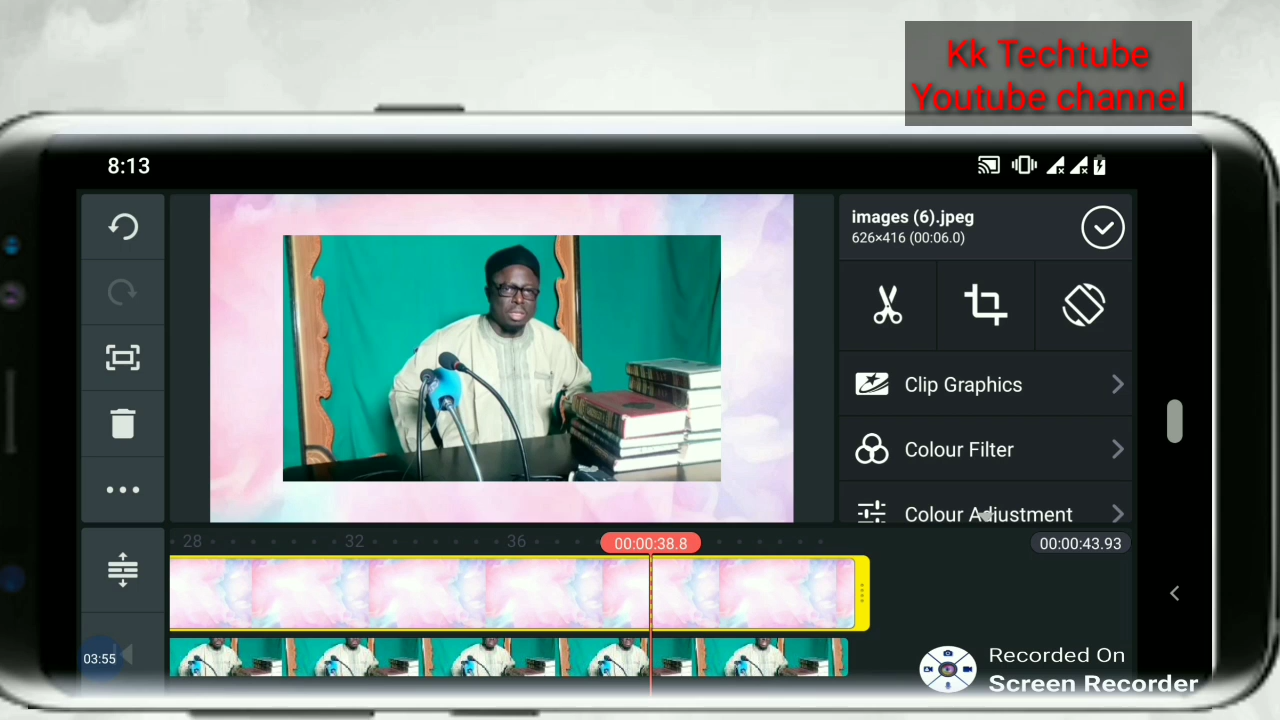 Kk Techtube
Youtube channel
8:13
images (6).jpeg
626×416 (00:06.0)
Clip Graphics
Colour Filter
Colour Adjustment
28
32
36
00:00:38.8
00:00:43.93
03:55
Recorded On
Screen Recorder